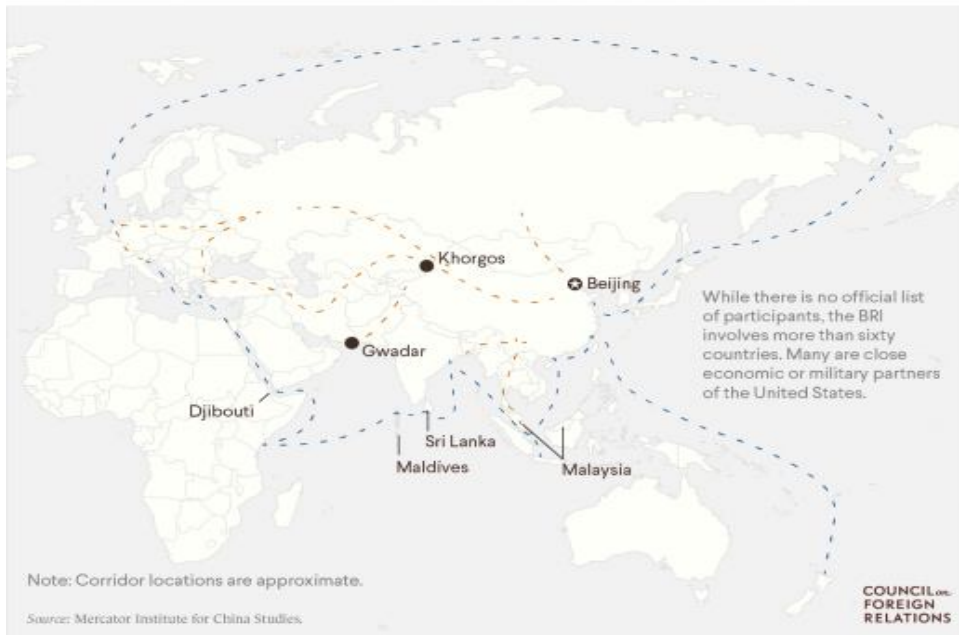 Khorgos
Beijing
While there is no official list
of participants, the BRI
involves more than sixty
countries. Many are close
economic or military partners
of the United States.
Gwadar
Djibouti
Sri Lanka
Maldives
Malaysia
Note: Corridor locations are approximate.
Source: Mercator Institute for China Studies.
COUNCIL on
FOREIGN
RELATIONS